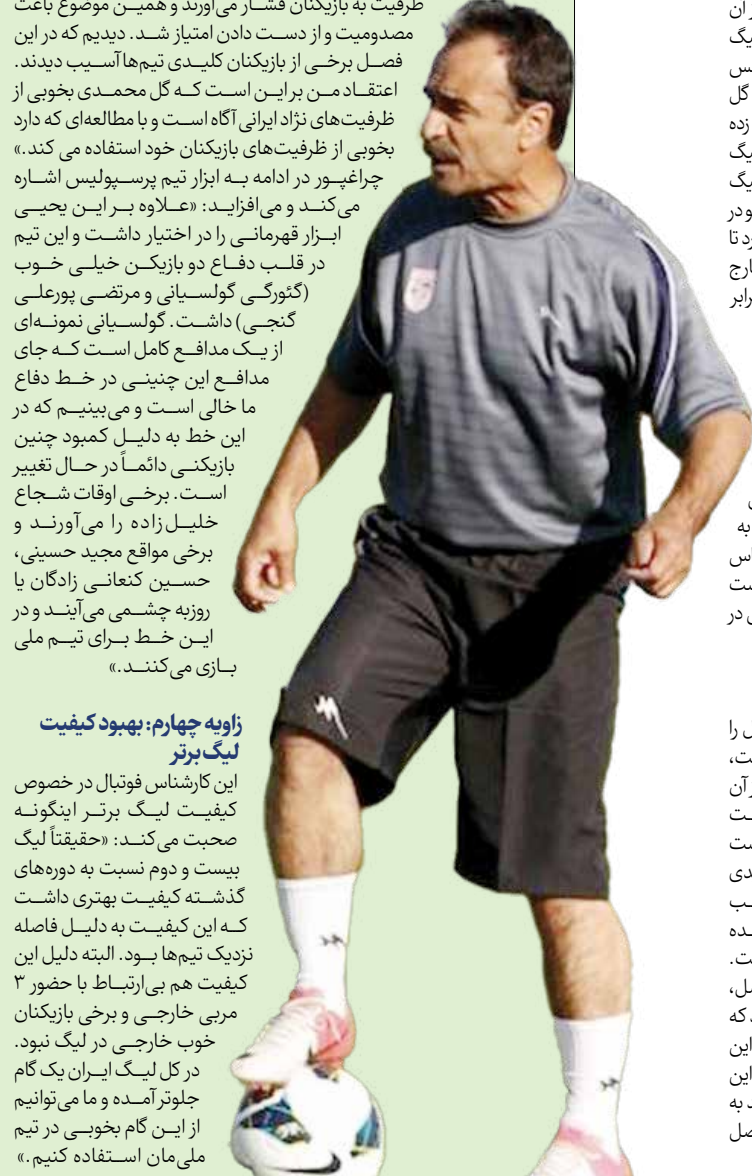 ظرفیت به بازیکنان فشار می‌آورند و همین موضوع باعث
مصدومیت و از دست دادن امتیاز شد. دیدیم که در این
فصل برخی از بازیکنان کلیدی تیم‌ها آسیب دیدند.
اعتقاد من بر این است که گل محمدی بخوبی از
ظرفیت‌های نژاد ایرانی آگاه است و با مطالعه‌ای که دارد
بخوبی از ظرفیت‌های بازیکنان خود استفاده می کند.»
چراغپور در ادامه به ابزار تیم پرسپولیس اشاره
می‌کند و می‌افزاید: «علاوه بر این یحیی
ابزار قهرمانی را در اختیار داشت و این تیم
در قلب دفاع دو بازیکن خیلی خوب
(گئورگی گولسیانی و مرتضی پورعلی
گنجی) داشت. گولسیانی نمونه‌ای
از یک مدافع کامل است که جای
مدافع این چنینی در خط دفاع
ما خالی است و می‌بینیم که در
این خط به دلیل کمبود چنین
بازیکنی دائماً در حال تغییر
است. برخی اوقات شجاع
خلیل‌زاده را می‌آورند و
برخی مواقع مجید حسینی،
حسین کنعانی زادگان یا
روزبه چشمی می‌آیند و در
این خط برای تیم ملی
بازی می‌کنند.»
زاویه چهارم: بهبود کیفیت
لیگ برتر
این کارشناس فوتبال در خصوص
کیفیت لیگ برتر اینگونه
صحبت می‌کند: «حقیقتاً لیگ
بیست و دوم نسبت به دوره‌های
گذشته کیفیت بهتری داشت
که این کیفیت به دلیل فاصله
نزدیک تیم‌ها بود. البته دلیل این
کیفیت هم بی‌ارتباط با حضور ۳
مربی خارجی و برخی بازیکنان
خوب خارجی در لیگ نبود.
در کل لیگ ایران یک گام
جلوتر آمده و ما می‌توانیم
از این گام بخوبی در تیم
ملی‌مان استفاده کنیم.»